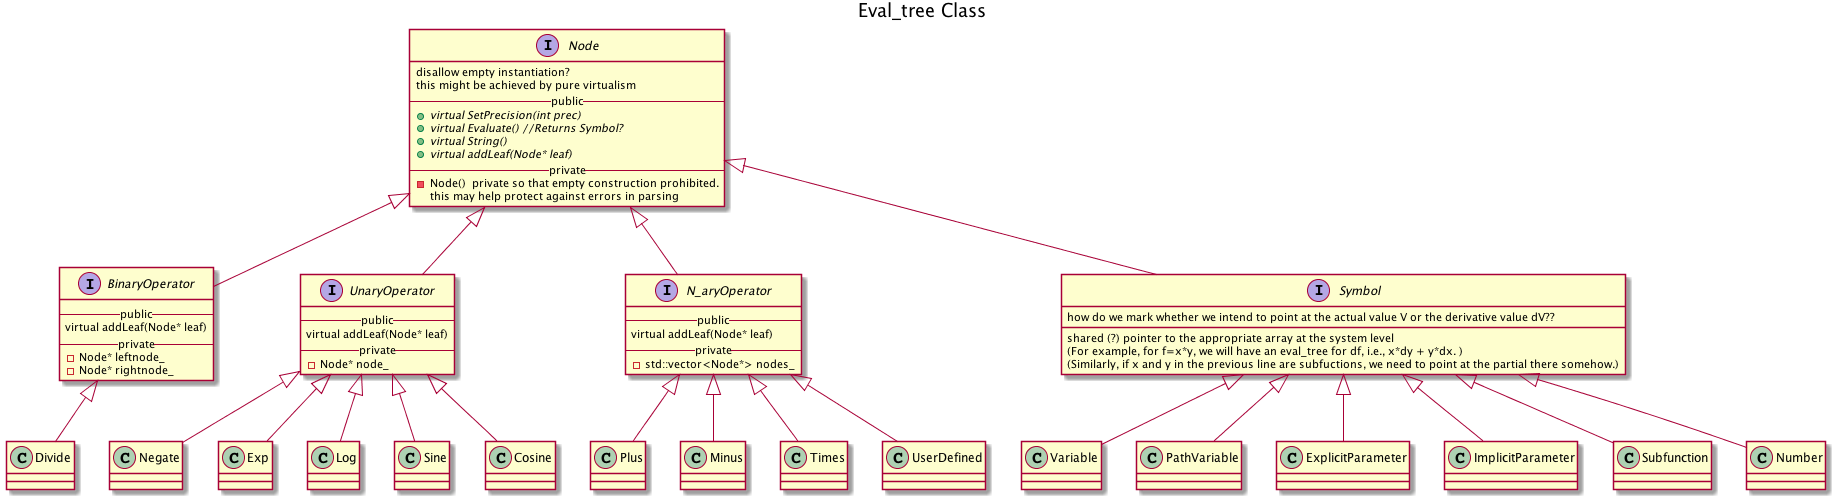 Eval_tree Class
I Node
disallow empty instantiation?
this might be achieved by pure virtualism
public
virtual SetPrecision(int prec)
virtual Evaluate() //Returns Symbol?
virtual String()
virtual addLeaf(Node* leaf)
private
Node()  private so that empty construction prohibited.
this may help protect against errors in parsing
I BinaryOperator
public
virtual addLeaf(Node* leaf)
private
Node* leftnode_
Node* rightnode_
I UnaryOperator
public
virtual addLeaf(Node* leaf)
private
Node* node_
I N_aryOperator
public
virtual addLeaf(Node* leaf)
private
std::vector<Node*> nodes_
I Symbol
how do we mark whether we intend to point at the actual value V or the derivative value dV??
shared (?) pointer to the appropriate array at the system level
(For example, for f=x*y, we will have an eval_tree for df, i.e., x*dy + y*dx. )
(Similarly, if x and y in the previous line are subfuctions, we need to point at the partial there somehow.)
C Divide
C Negate
C Exp
C Log
C Sine
C Cosine
C Plus
C Minus
C Times
C UserDefined
C Variable
C PathVariable
C ExplicitParameter
C ImplicitParameter
C Subfunction
C Number